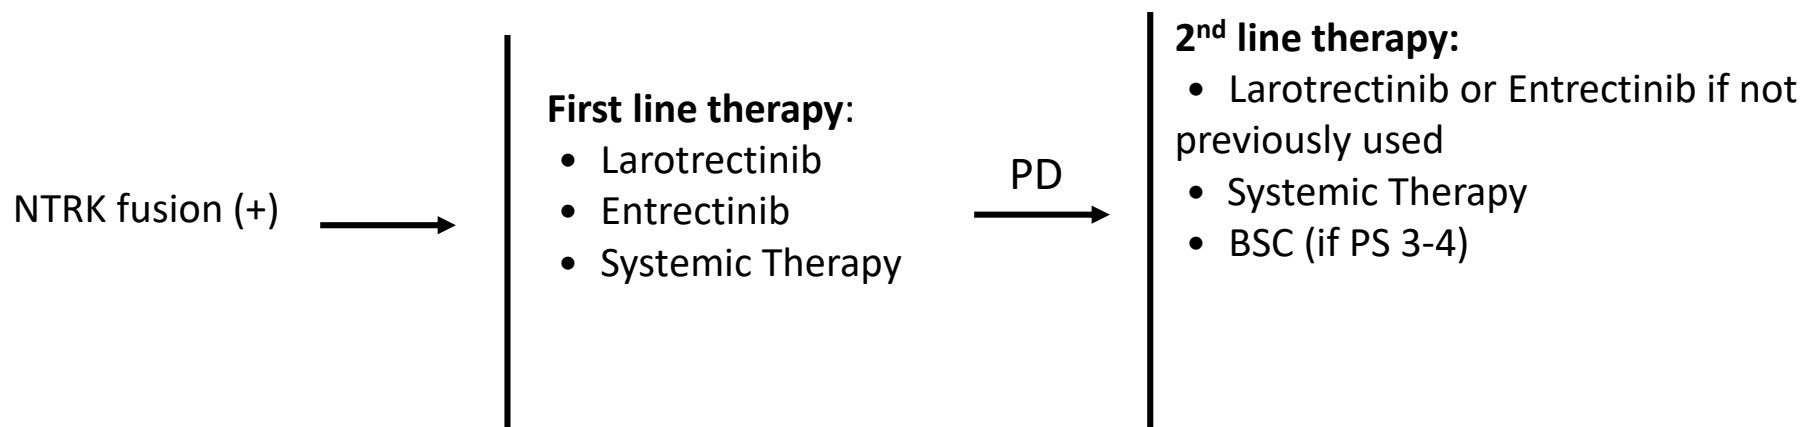 NTRK fusion (+)
First line therapy:
• Larotrectinib
• Entrectinib
• Systemic Therapy
PD
2nd line therapy:
• Larotrectinib or Entrectinib if not
previously used
• Systemic Therapy
• BSC (if PS 3-4)